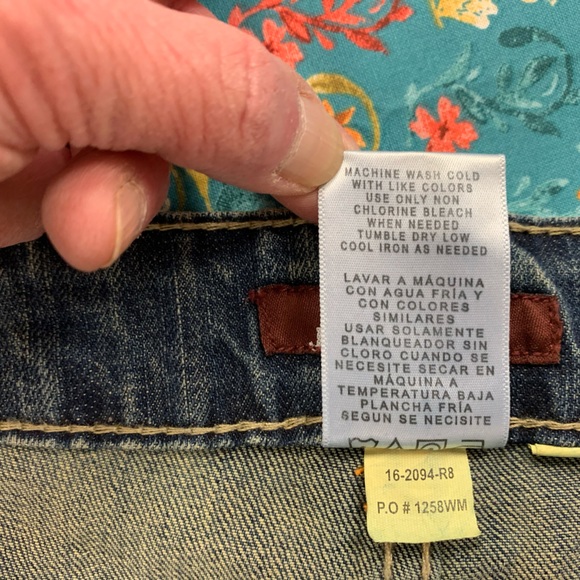 MACHINE WASH COLD
WITH LIKE COLORS
USE ONLY NON
CHLORINE BLEACH
WHEN NEEDED
TUMBLE DRY LOW
COOL IRON AS NEEDED
LAVAR A MÁQUINA
CON AGUA FRÍA Y
CON COLORES
SIMILARES
USAR SOLAMENTE
BLANQUEADOR SIN
CLORO CUANDO SE
NECESITE SECAR EN
MÁQUINA A
TEMPERATURA BAJA
PLANCHA FRÍA
SEGUN SE NECISITE
16-2094-R8
P.O # 1258WM